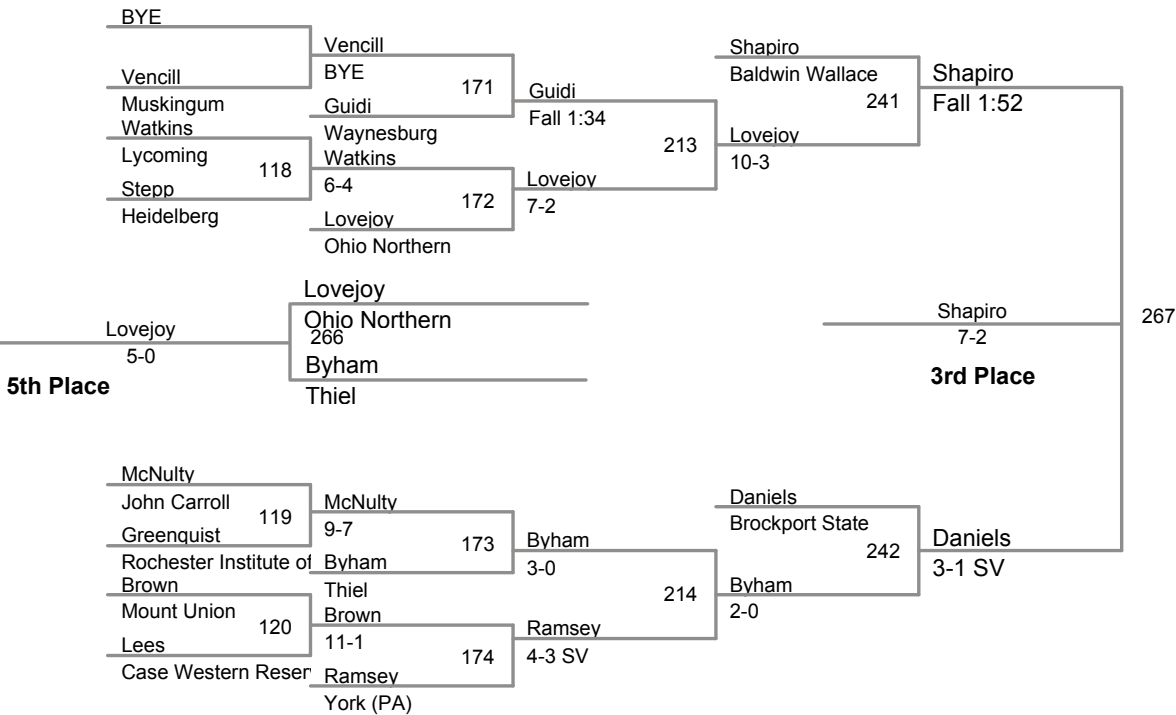 BYE
Vencill
Muskingum
Watkins
Lycoming
118
Stepp
Heidelberg
Vencill
BYE
171
Guidi
Waynesburg
Watkins
6-4
172
Lovejoy
Ohio Northern
Guidi
Fall 1:34
213
Lovejoy
7-2
Shapiro
Baldwin Wallace
241
Lovejoy
10-3
Shapiro
Fall 1:52
Lovejoy
5-0
5th Place
Lovejoy
Ohio Northern
266
Byham
Thiel
Shapiro
7-2
3rd Place
267
McNulty
John Carroll
119
Greenquist
Rochester Institute of
Brown
Mount Union
120
Lees
Case Western Reser
McNulty
9-7
173
Byham
Thiel
Brown
11-1
174
Ramsey
York (PA)
Byham
3-0
214
Ramsey
4-3 SV
Daniels
Brockport State
242
Byham
2-0
Daniels
3-1 SV